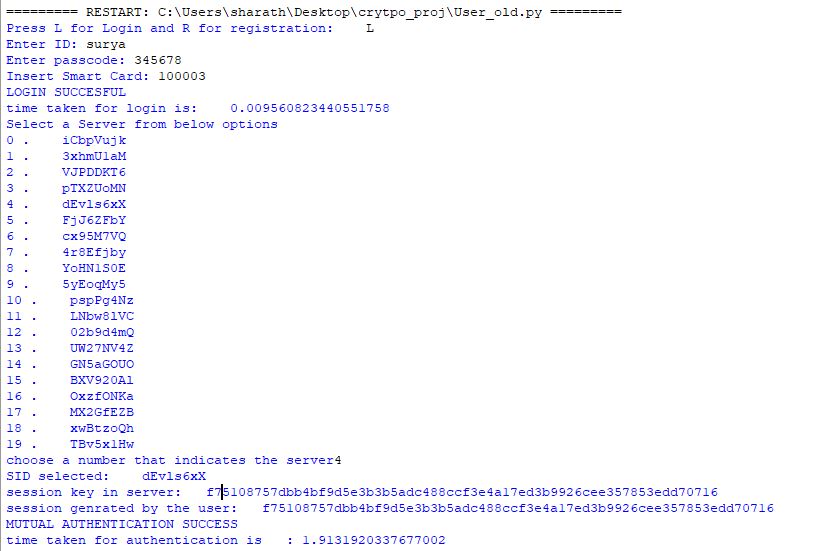 ========= RESTART: C:\Users\sharath\Desktop\crytpo_proj\User_old.py =========
Press L for Login and R for registration: L
Enter ID: surya
Enter passcode: 345678
Insert Smart Card: 100003
LOGIN SUCCESFUL
time taken for login is: 0.009560823440551758
Select a Server from below options
0 . iCbpVujk
1 . 3xhmUlaM
2 . VJPDDKT6
3 . pTXZUoMN
4 . dEvls6xX
5 . FjJ6ZFbY
6 . cx95M7VQ
7 . 4r8Efjby
8 . YoHN1S0E
9 . 5yEoqMy5
10 . pspPg4Nz
11 . LNbw8lVC
12 . 02b9d4mQ
13 . UW27NV4Z
14 . GN5aGOUO
15 . BXV920Al
16 . OxzfONKa
17 . MX2GfEZB
18 . xwBtzoQh
19 . TBv5xlHw
choose a number that indicates the server4
SID selected: dEvls6xX
session key in server: f75108757dbb4bf9d5e3b3b5adc488ccf3e4a17ed3b9926cee357853edd70716
session genrated by the user: f75108757dbb4bf9d5e3b3b5adc488ccf3e4a17ed3b9926cee357853edd70716
MUTUAL AUTHENTICATION SUCCESS
time taken for authentication is : 1.9131920337677002